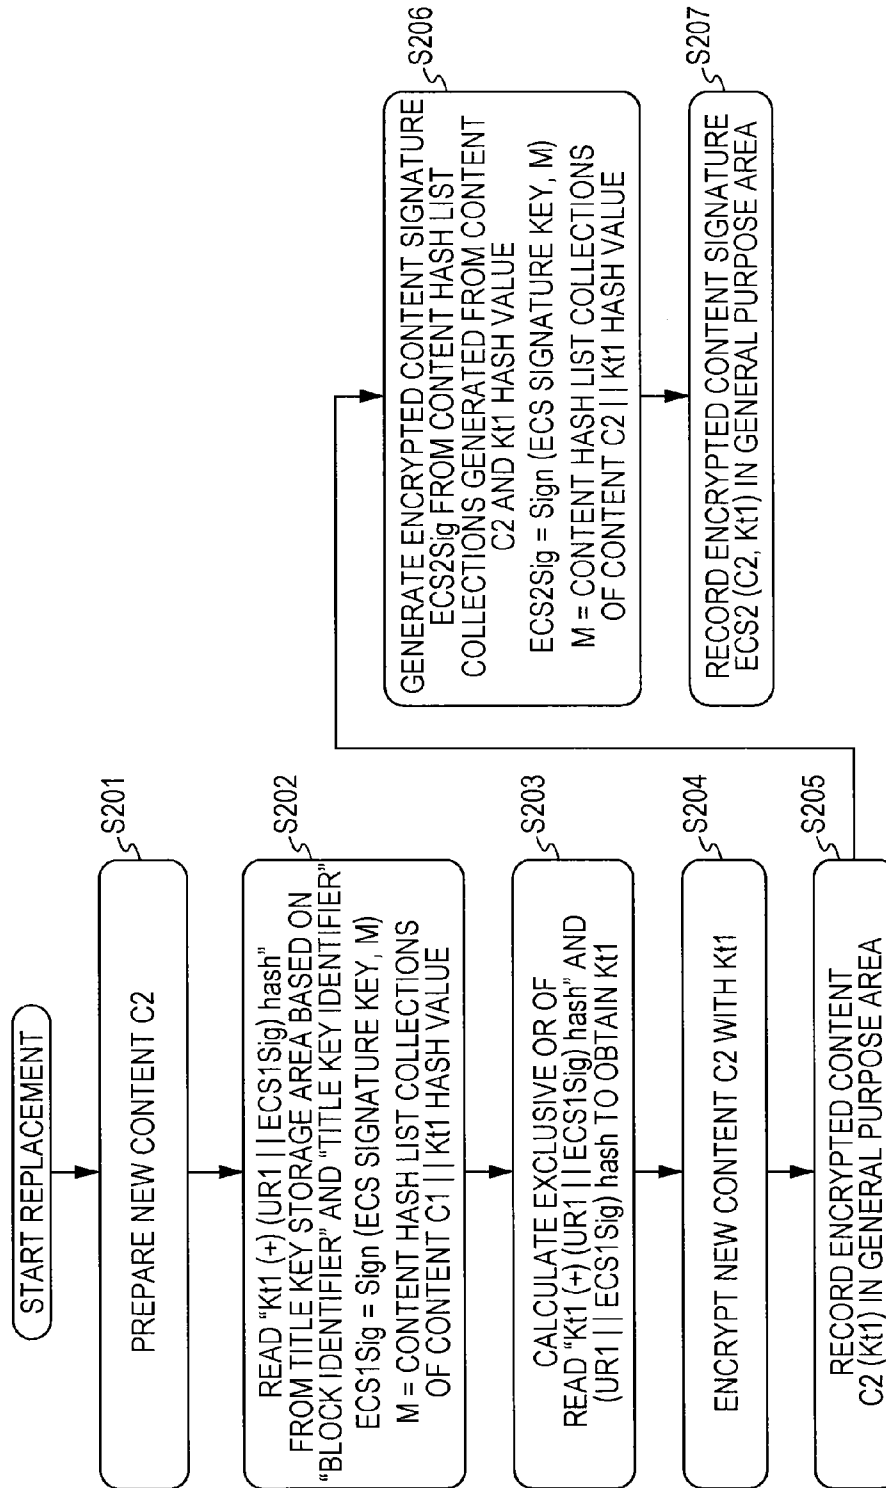 START REPLACEMENT
S201
PREPARE NEW CONTENT C2
S202
READ “Kt1 (+) (UR1 || ECS1Sig) hash”
FROM TITLE KEY STORAGE AREA BASED ON
“BLOCK IDENTIFIER” AND “TITLE KEY IDENTIFIER”
ECS1Sig = Sign (ECS SIGNATURE KEY, M)
M = CONTENT HASH LIST COLLECTIONS
OF CONTENT C1 || Kt1 HASH VALUE
S203
CALCULATE EXCLUSIVE OR OF
READ “Kt1 (+) (UR1 || ECS1Sig) hash” AND
(UR1 || ECS1Sig) hash TO OBTAIN Kt1
S204
ENCRYPT NEW CONTENT C2 WITH Kt1
S205
RECORD ENCRYPTED CONTENT
C2 (Kt1) IN GENERAL PURPOSE AREA
S206
GENERATE ENCRYPTED CONTENT SIGNATURE
ECS2Sig FROM CONTENT HASH LIST
COLLECTIONS GENERATED FROM CONTENT
C2 AND Kt1 HASH VALUE
ECS2Sig = Sign (ECS SIGNATURE KEY, M)
M = CONTENT HASH LIST COLLECTIONS
OF CONTENT C2 || Kt1 HASH VALUE
S207
RECORD ENCRYPTED CONTENT SIGNATURE
ECS2 (C2, Kt1) IN GENERAL PURPOSE AREA